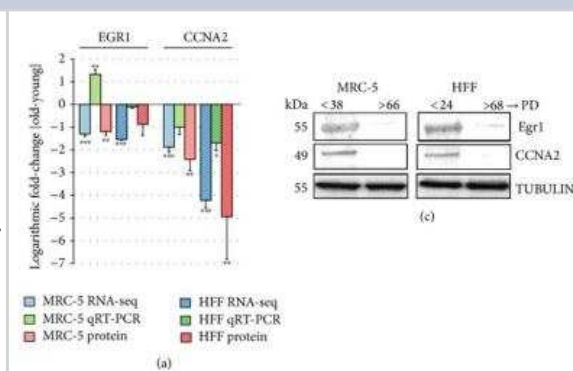 EGR1 CCNA2
Logarithmic fold-change [old-young]
2
1
0
−1
−2
−3
−4
−5
−6
−7
MRC-5 RNA-seq HFF RNA-seq
MRC-5 qRT-PCR HFF qRT-PCR
MRC-5 protein HFF protein
(a)
MRC-5 HFF
kDa <38 >66 <24 >68 → PD
55 Egr1
49 CCNA2
55 TUBULIN
(c)